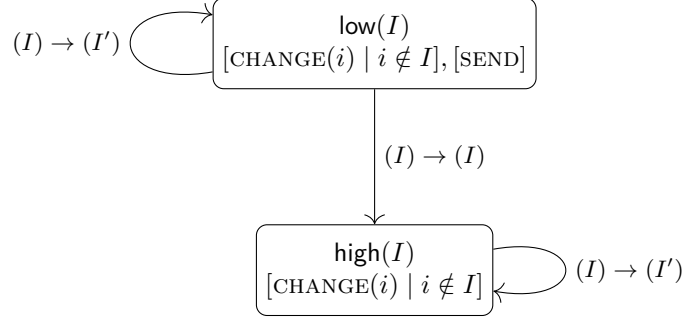 low(I)
(I) → (I′)
[CHANGE(i) | i ∉ I], [SEND]
(I) → (I)
high(I)
[CHANGE(i) | i ∉ I]
(I) → (I′)